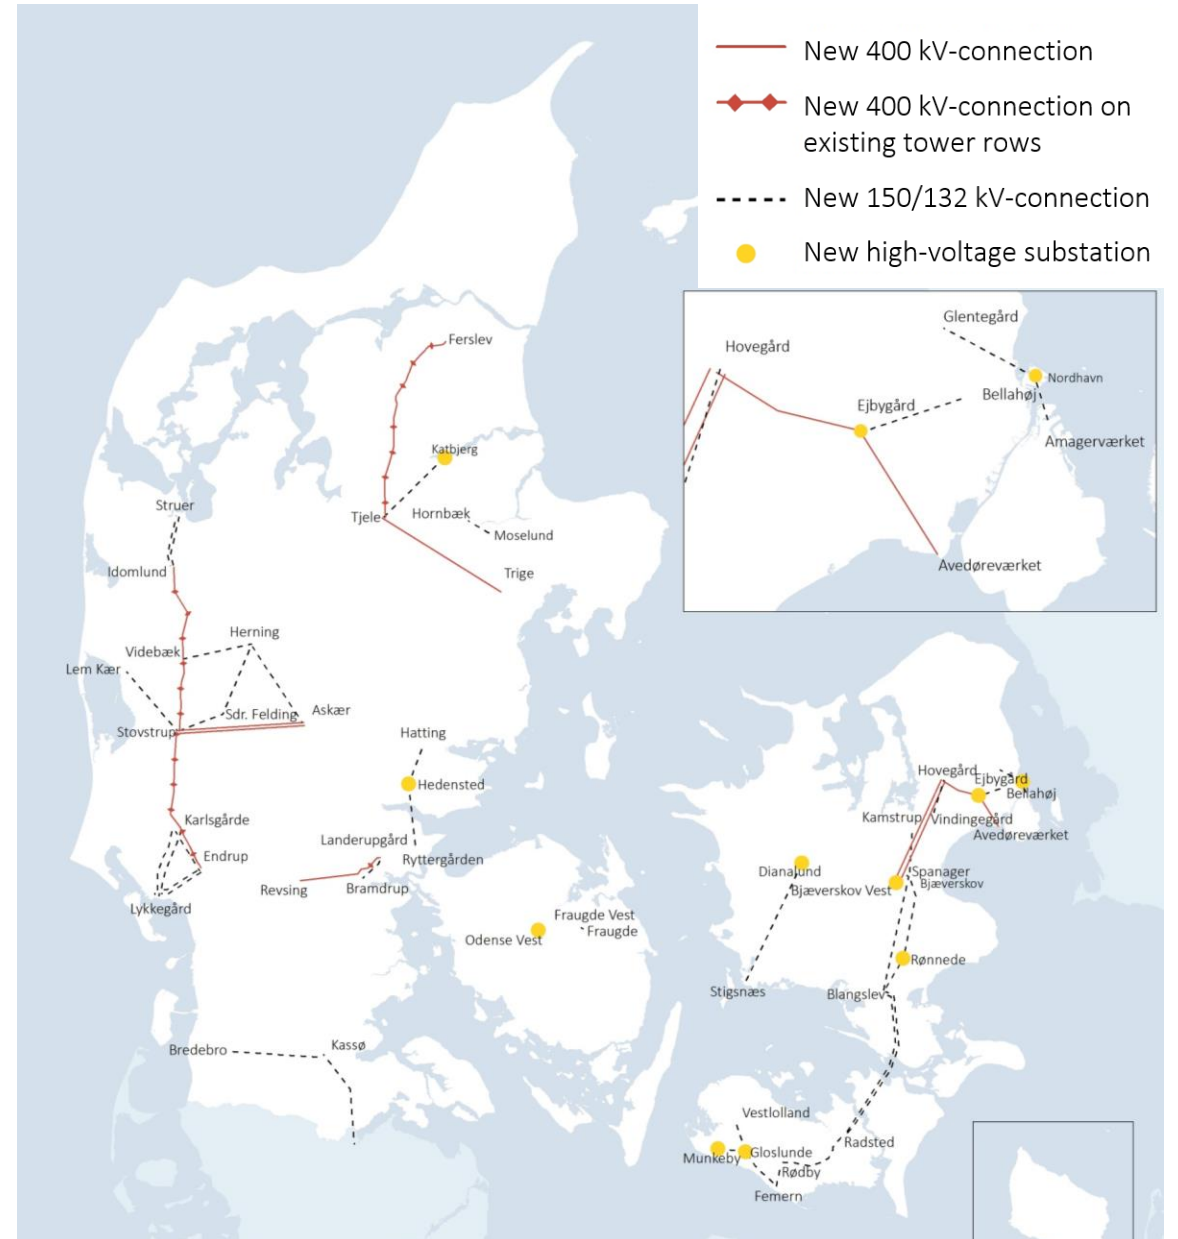 New 400 kV-connection
New 400 kV-connection on
existing tower rows
New 150/132 kV-connection
New high-voltage substation
Glentegård
Hovegård
Nordhavn
Bellahøj
Ejbygård
Amagerværket
Avedøreværket
Ferslev
Katbjerg
Struer
Tjele
Hornbæk
Moselund
Idomlund
Trige
Herning
Videbæk
Lem Kær
Sdr. Felding
Askær
Stovstrup
Hatting
Hedensted
Karlsgårde
Landerupgård
Endrup
Ryttergården
Revsing
Bramdrup
Lykkegård
Fraugde Vest
Fraugde
Odense Vest
Bredebro
Kassø
Hovegård
Ejbygård
Bellahøj
Kamstrup
Vindingegård
Avedøreværket
Dianalund
Spanager
Bjæverskov Vest
Bjæverskov
Rønnede
Stigsnæs
Blangslev
Vestlolland
Radsted
Gloslunde
Munkeby
Rødby
Femern